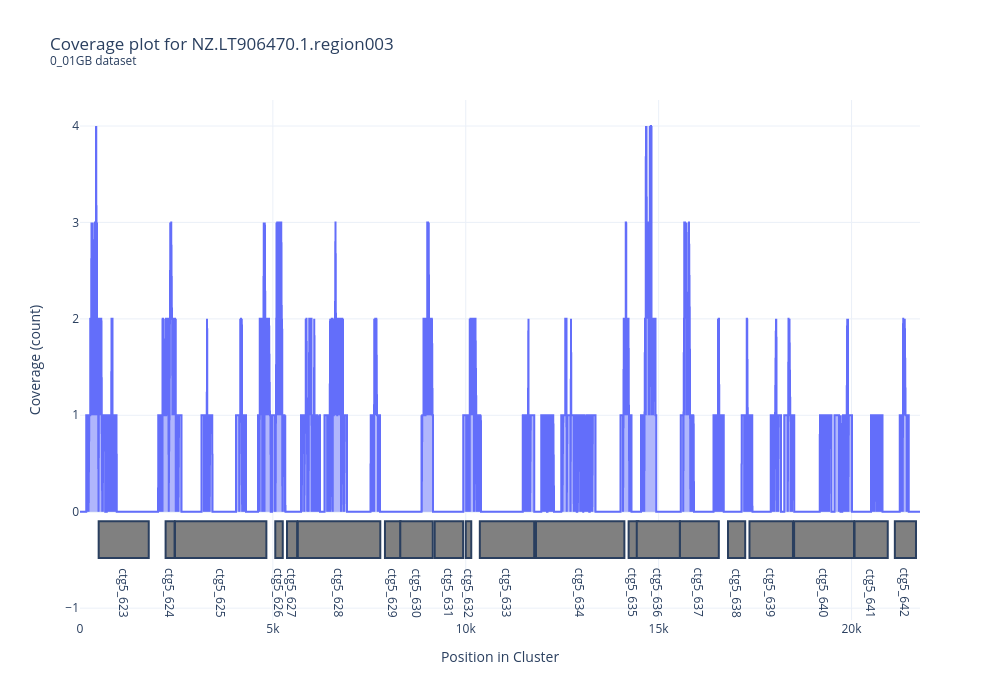 Coverage plot for NZ.LT906470.1.region003
0_01GB dataset
4
3
2
1
0
−1
Coverage (count)
ctg5_623
ctg5_624
ctg5_625
ctg5_626
ctg5_627
ctg5_628
ctg5_629
ctg5_630
ctg5_631
ctg5_632
ctg5_633
ctg5_634
ctg5_635
ctg5_636
ctg5_637
ctg5_638
ctg5_639
ctg5_640
ctg5_641
ctg5_642
0
5k
10k
15k
20k
Position in Cluster